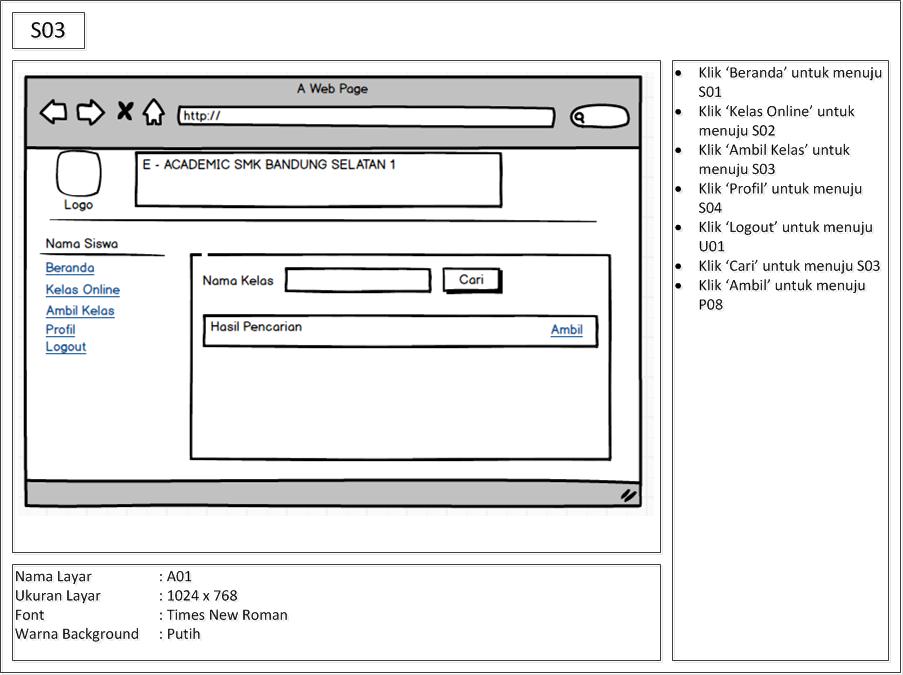 S03
A Web Page
http://
E - ACADEMIC SMK BANDUNG SELATAN 1
Logo
Nama Siswa
Beranda
Kelas Online
Ambil Kelas
Profil
Logout
Nama Kelas
Cari
Hasil Pencarian
Ambil
• Klik ‘Beranda’ untuk menuju
S01
• Klik ‘Kelas Online’ untuk
menuju S02
• Klik ‘Ambil Kelas’ untuk
menuju S03
• Klik ‘Profil’ untuk menuju
S04
• Klik ‘Logout’ untuk menuju
U01
• Klik ‘Cari’ untuk menuju S03
• Klik ‘Ambil’ untuk menuju
P08
Nama Layar : A01
Ukuran Layar : 1024 x 768
Font : Times New Roman
Warna Background : Putih